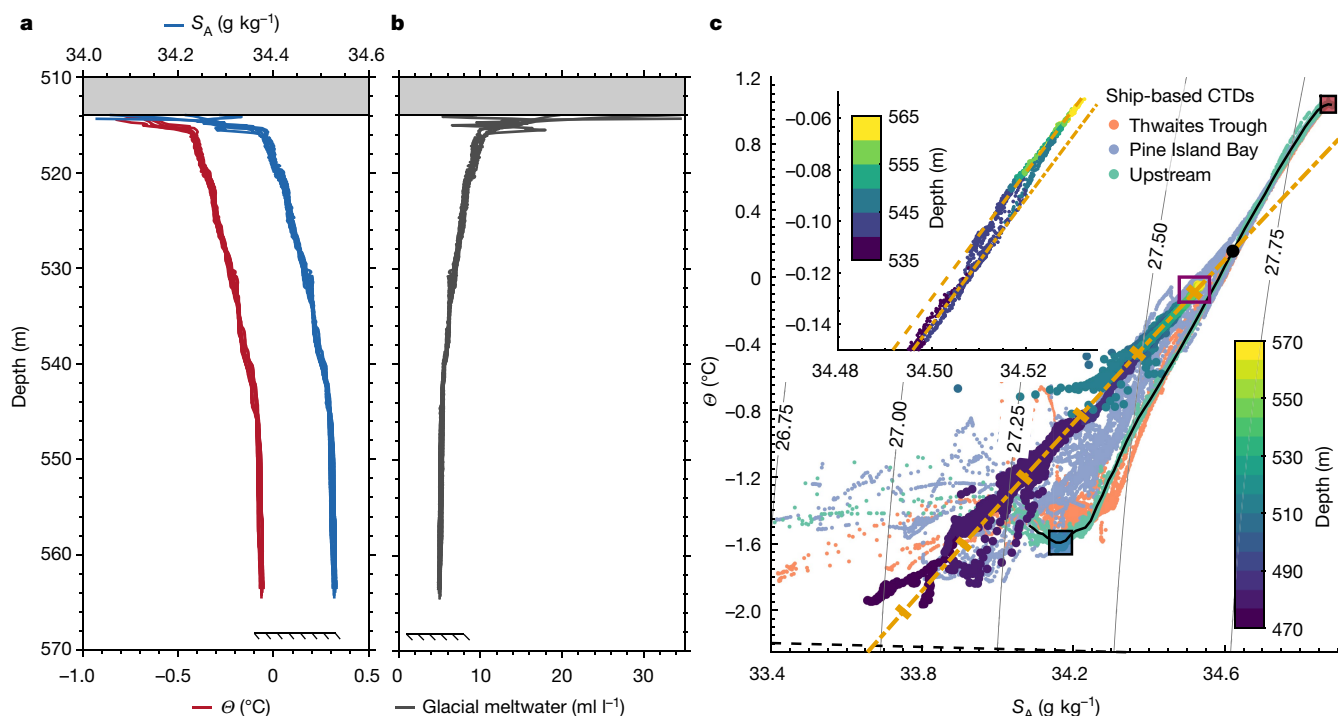 a
S_A (g kg⁻¹)
34.0 34.2 34.4 34.6
510
520
530
540
550
560
570
Depth (m)
–1.0 –0.5 0 0.5
Θ (°C)
b
0 10 20 30
Glacial meltwater (ml l⁻¹)
c
1.2
0.8
0.4
0
–0.4
–0.8
–1.2
–1.6
–2.0
Θ (°C)
33.4 33.8 34.2 34.6
S_A (g kg⁻¹)
–0.06
–0.08
–0.10
–0.12
–0.14
34.48 34.50 34.52
565
555
545
535
Depth (m)
Ship-based CTDs
Thwaites Trough
Pine Island Bay
Upstream
26.75
27.00
27.25
27.50
27.75
570
550
530
510
490
470
Depth (m)